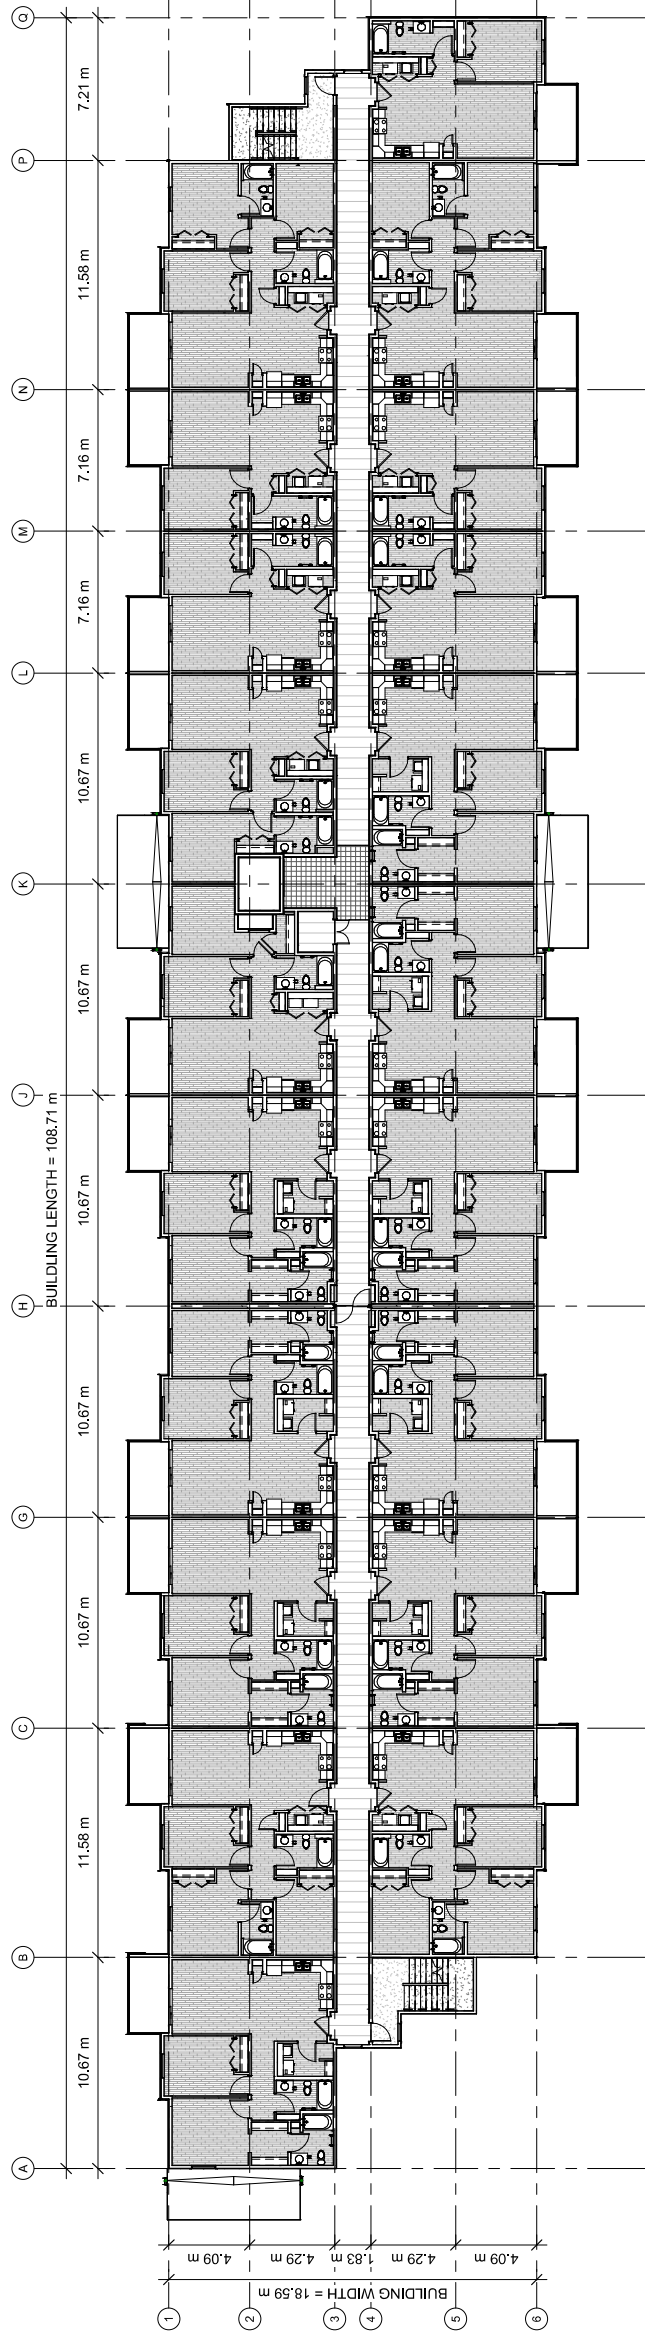 Q
P
N
M
L
K
J
H
G
C
B
A
7.21 m
11.58 m
7.16 m
7.16 m
10.67 m
10.67 m
10.67 m
10.67 m
10.67 m
11.58 m
10.67 m
BUILDLING LENGTH = 108.71 m
4.09 m
4.29 m
1.83 m
4.29 m
4.09 m
BUILDING WIDTH = 18.59 m
1
2
3
4
5
6